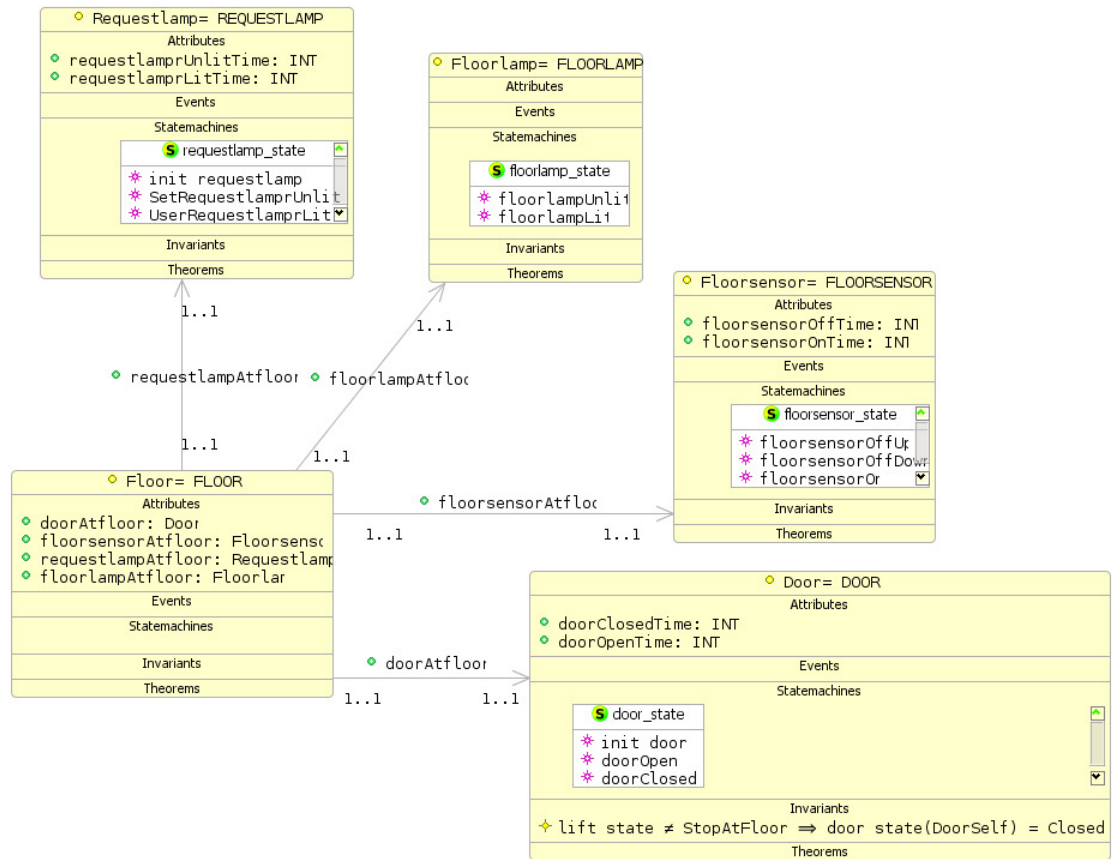 Requestlamp= REQUESTLAMP
Attributes
requestlamprUnlitTime: INT
requestlamprLitTime: INT
Events
Statemachines
S requestlamp_state
init requestlamp
SetRequestlamprUnlit
UserRequestlamprLit
Invariants
Theorems
Floorlamp= FLOORLAMP
Attributes
Events
Statemachines
S floorlamp_state
floorlampUnlit
floorlampLit
Invariants
Theorems
1..1
requestlampAtfloor
1..1
1..1
floorlampAtfloo
1..1
Floorsensor= FLOORSENSOR
Attributes
floorsensorOffTime: INT
floorsensorOnTime: INT
Events
Statemachines
S floorsensor_state
floorsensorOffUp
floorsensorOffDown
floorsensorOn
Invariants
Theorems
Floor= FLOOR
Attributes
doorAtfloor: Door
floorsensorAtfloor: Floorsenso
requestlampAtfloor: Requestlamp
floorlampAtfloor: Floorlam
Events
Statemachines
Invariants
Theorems
floorsensorAtfloo
1..1 1..1
doorAtfloor
1..1 1..1
Door= DOOR
Attributes
doorClosedTime: INT
doorOpenTime: INT
Events
Statemachines
S door_state
init door
doorOpen
doorClosed
Invariants
lift state ≠ StopAtFloor ⇒ door state(DoorSelf) = Closed
Theorems